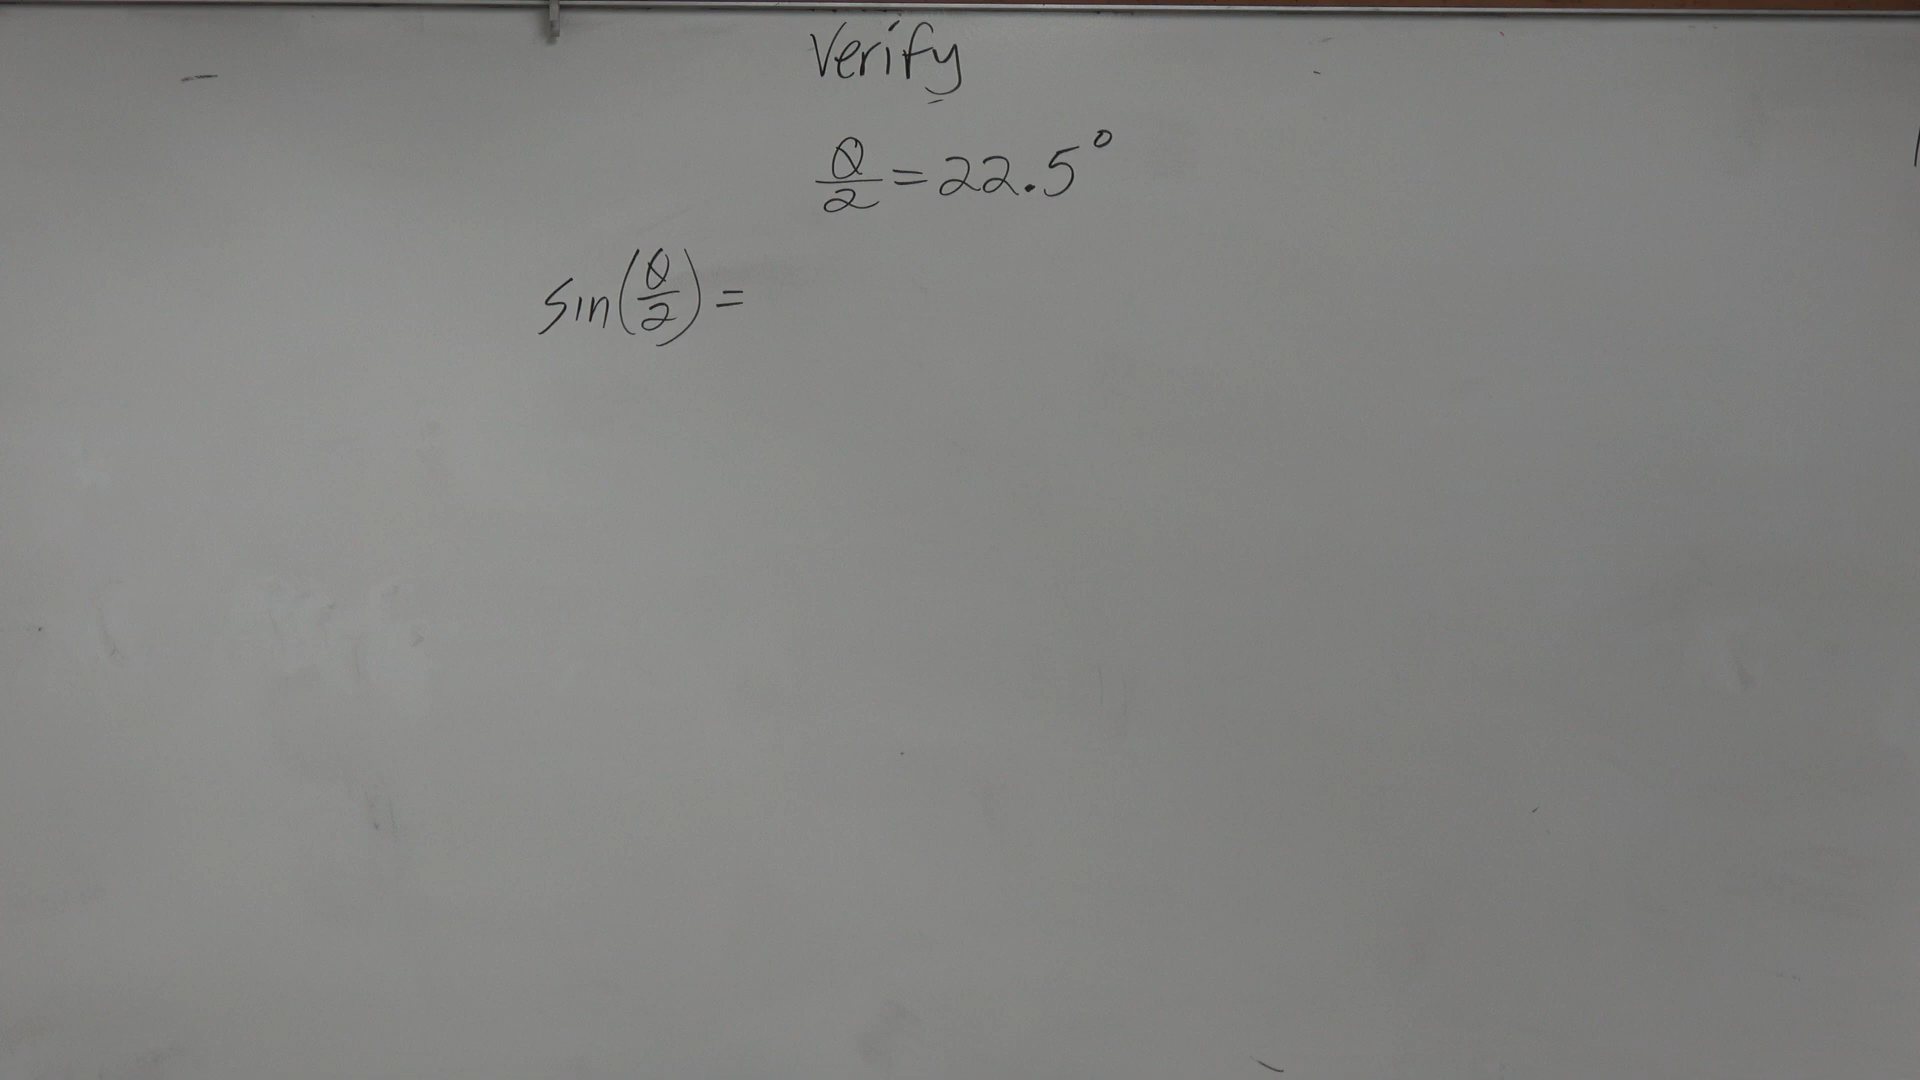 Verify
θ/2 = 22.5°
sin(θ/2) =